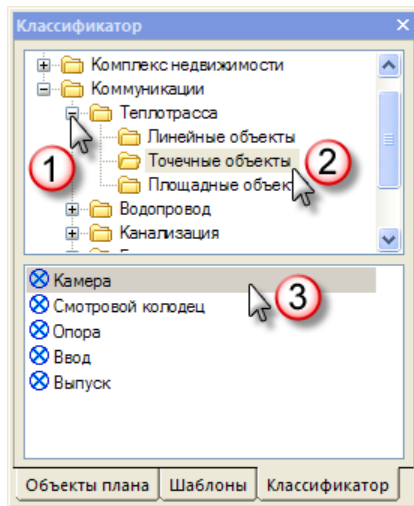 Классификатор
Комплекс недвижимости
Коммуникации
Теплотрасса
Линейные объекты
1
Точечные объекты
2
Площадные
Водопровод
Канализация
Камера
3
Смотровой колодец
Опора
Ввод
Выпуск
Объекты плана Шаблоны Классификатор